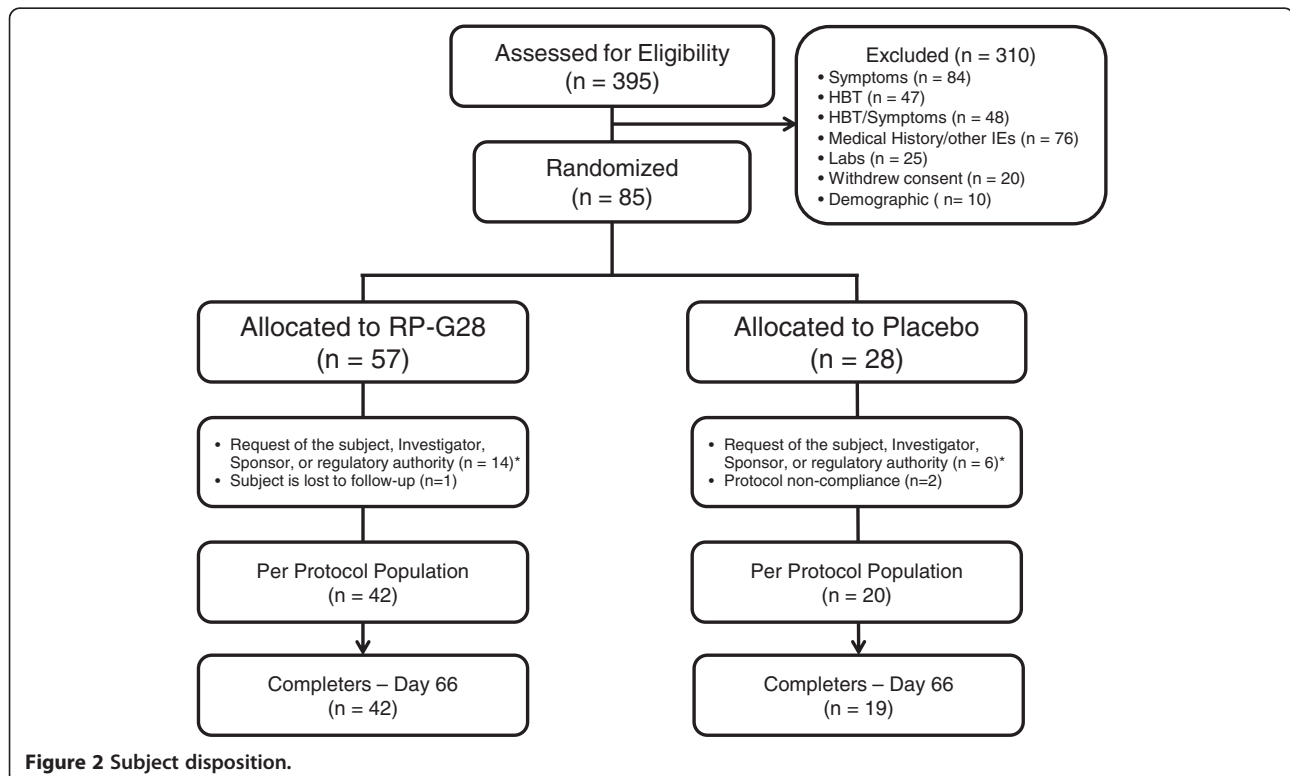 Assessed for Eligibility
(n = 395)
Excluded (n = 310)
• Symptoms (n = 84)
• HBT (n = 47)
• HBT/Symptoms (n = 48)
• Medical History/other IEs (n = 76)
• Labs (n = 25)
• Withdrew consent (n = 20)
• Demographic ( n= 10)
Randomized
(n = 85)
Allocated to RP-G28
(n = 57)
Allocated to Placebo
(n = 28)
• Request of the subject, Investigator,
Sponsor, or regulatory authority (n = 14)*
• Subject is lost to follow-up (n=1)
• Request of the subject, Investigator,
Sponsor, or regulatory authority (n = 6)*
• Protocol non-compliance (n=2)
Per Protocol Population
(n = 42)
Per Protocol Population
(n = 20)
Completers – Day 66
(n = 42)
Completers – Day 66
(n = 19)
Figure 2 Subject disposition.